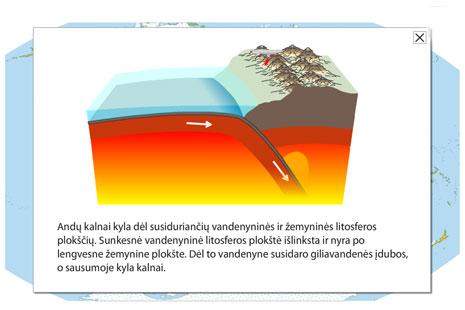 Andų kalnai kyla dėl susiduriančių vandenyninės ir žemyninės litosferos
plokščių. Sunkesnė vandenyninė litosferos plokštė išlinksta ir nyra po
lengvesne žemynine plokšte. Dėl to vandenyne susidaro giliavandenės įdubos,
o sausumoje kyla kalnai.